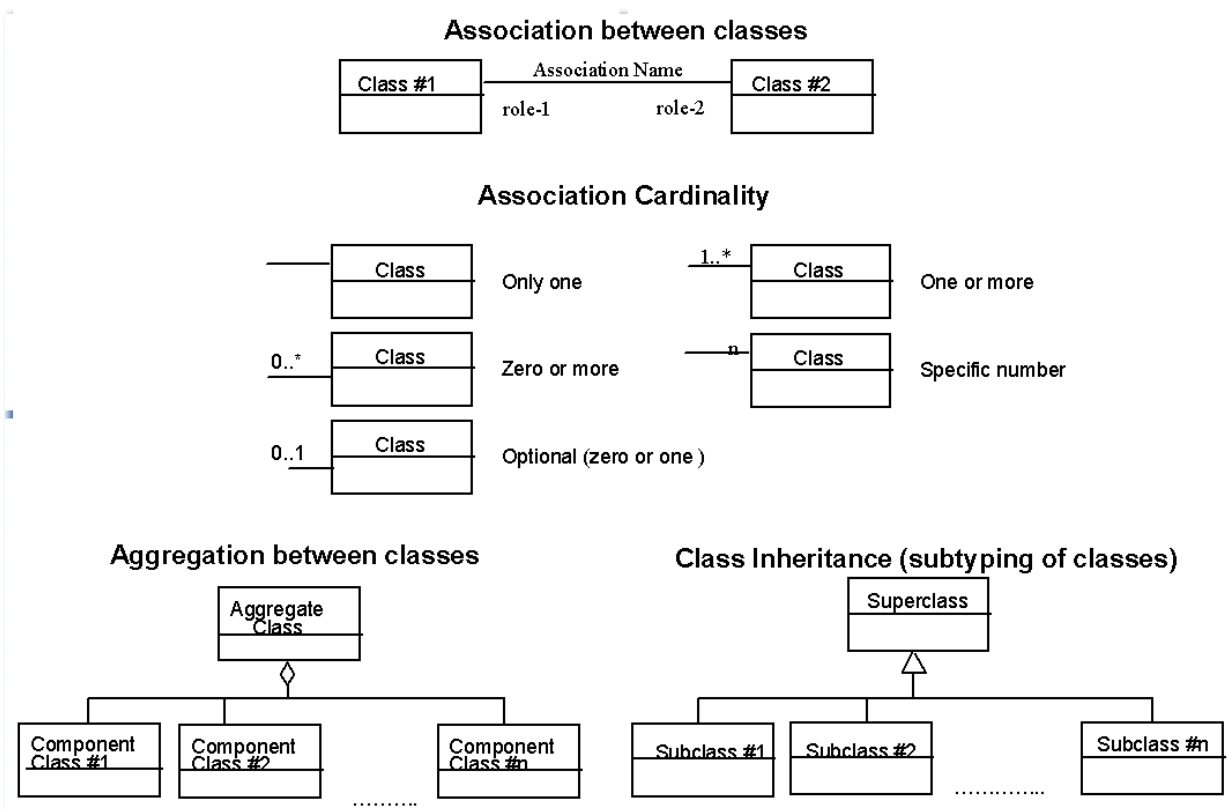 Association between classes
Class #1
Association Name
Class #2
role-1
role-2
Association Cardinality
Class
Only one
1..*
Class
One or more
0..*
Class
Zero or more
n
Class
Specific number
0..1
Class
Optional (zero or one )
Aggregation between classes
Aggregate
Class
Component
Class #1
Component
Class #2
..........
Component
Class #n
Class Inheritance (subtyping of classes)
Superclass
Subclass #1
Subclass #2
..............
Subclass #n